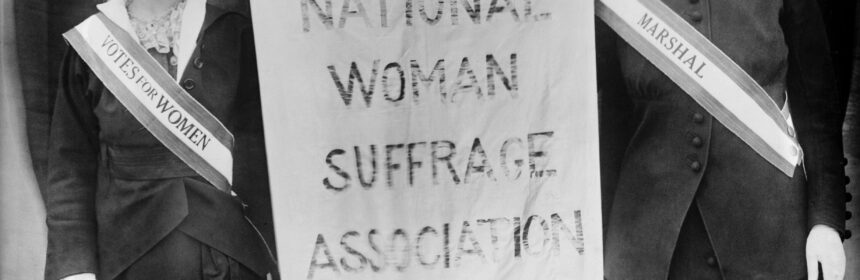 VOTES FOR WOMEN
NATIONAL
WOMAN
SUFFRAGE
ASSOCIATION
MARSHAL